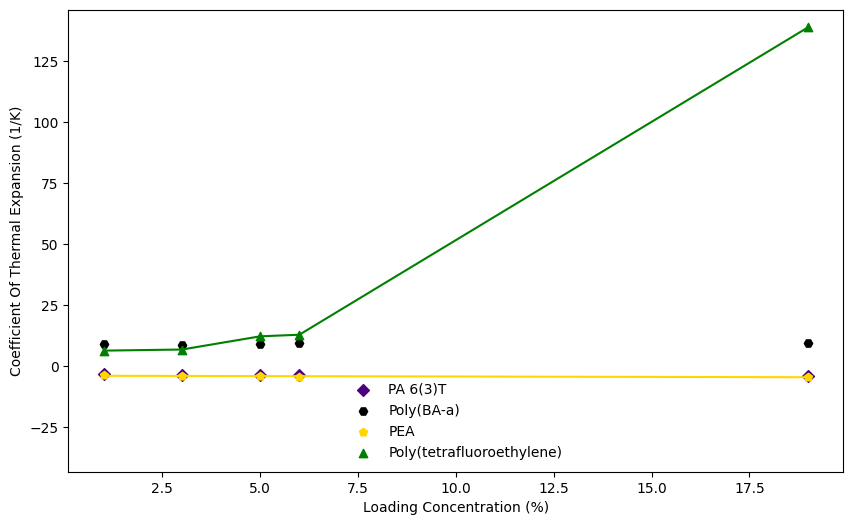 125
100
75
50
25
0
−25
Coefficient Of Thermal Expansion (1/K)
PA 6(3)T
Poly(BA-a)
PEA
Poly(tetrafluoroethylene)
2.5 5.0 7.5 10.0 12.5 15.0 17.5
Loading Concentration (%)